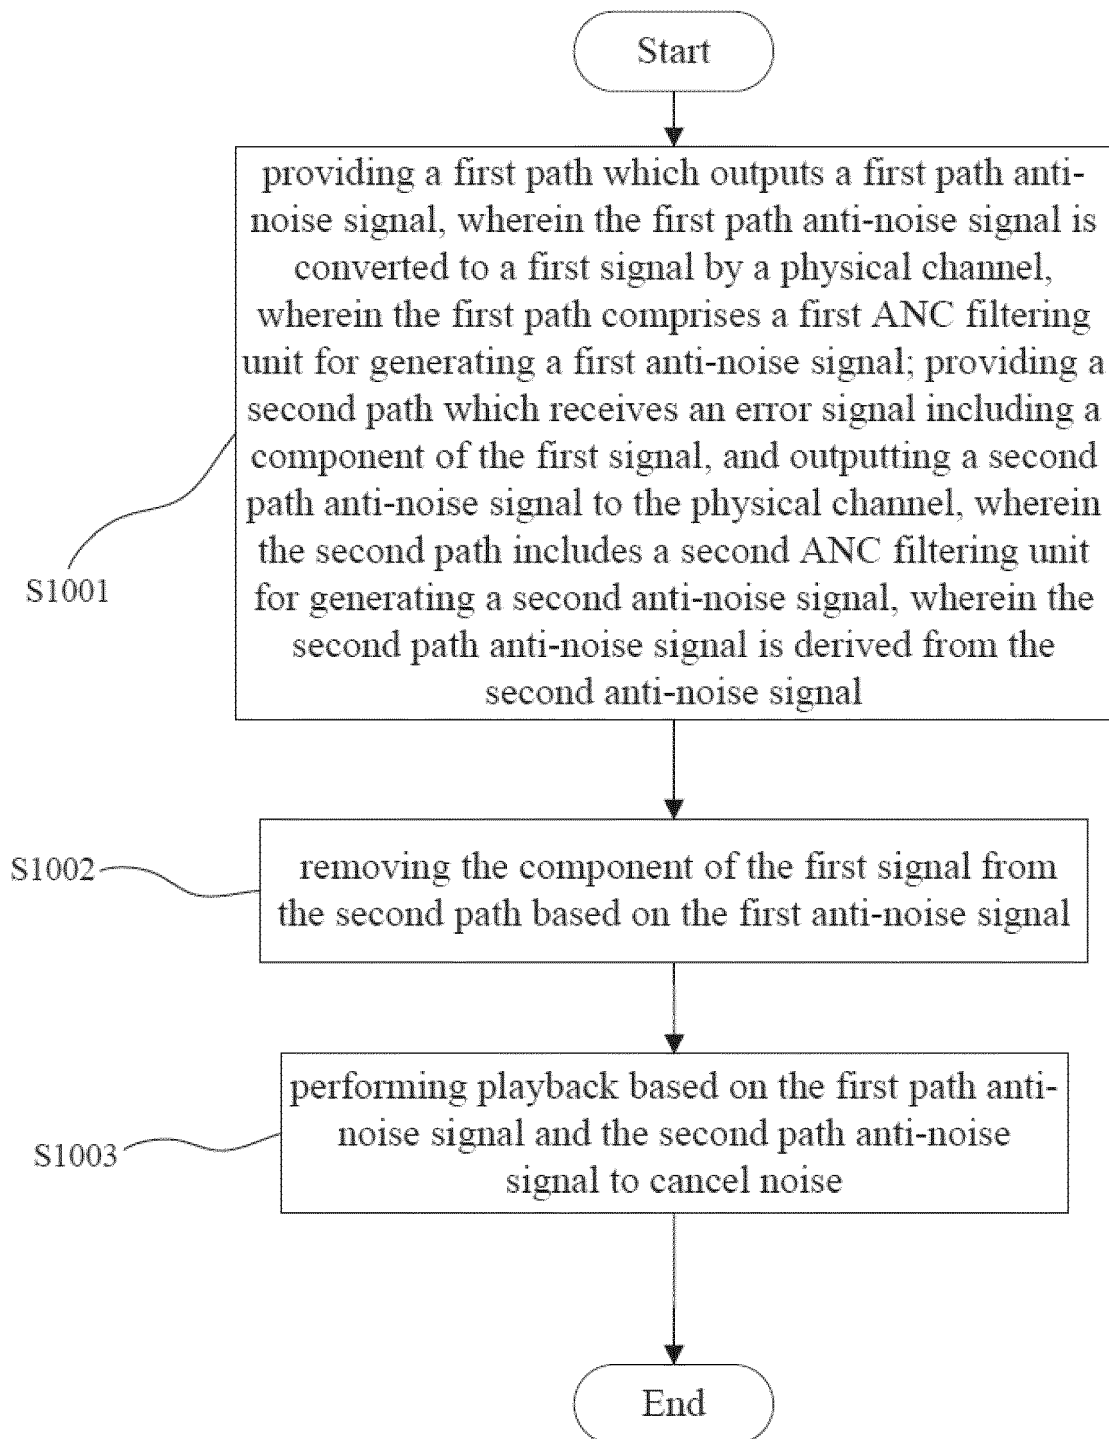 Start
providing a first path which outputs a first path anti-
noise signal, wherein the first path anti-noise signal is
converted to a first signal by a physical channel,
wherein the first path comprises a first ANC filtering
unit for generating a first anti-noise signal; providing a
second path which receives an error signal including a
component of the first signal, and outputting a second
path anti-noise signal to the physical channel, wherein
the second path includes a second ANC filtering unit
for generating a second anti-noise signal, wherein the
second path anti-noise signal is derived from the
second anti-noise signal
S1001
removing the component of the first signal from
the second path based on the first anti-noise signal
S1002
performing playback based on the first path anti-
noise signal and the second path anti-noise
signal to cancel noise
S1003
End